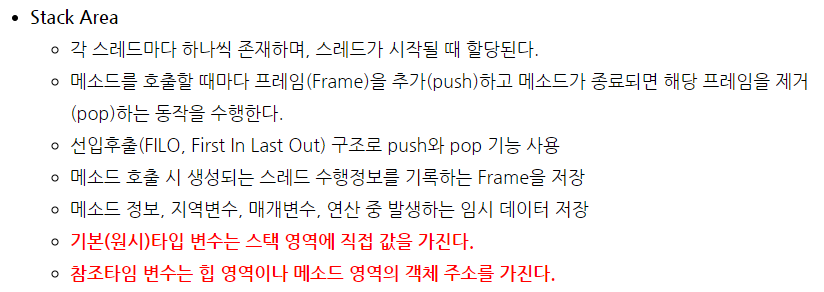 Stack Area
각 스레드마다 하나씩 존재하며, 스레드가 시작될 때 할당된다.
메소드를 호출할 때마다 프레임(Frame)을 추가(push)하고 메소드가 종료되면 해당 프레임을 제거
(pop)하는 동작을 수행한다.
선입후출(FILO, First In Last Out) 구조로 push와 pop 기능 사용
메소드 호출 시 생성되는 스레드 수행정보를 기록하는 Frame을 저장
메소드 정보, 지역변수, 매개변수, 연산 중 발생하는 임시 데이터 저장
기본(원시)타입 변수는 스택 영역에 직접 값을 가진다.
참조타임 변수는 힙 영역이나 메소드 영역의 객체 주소를 가진다.